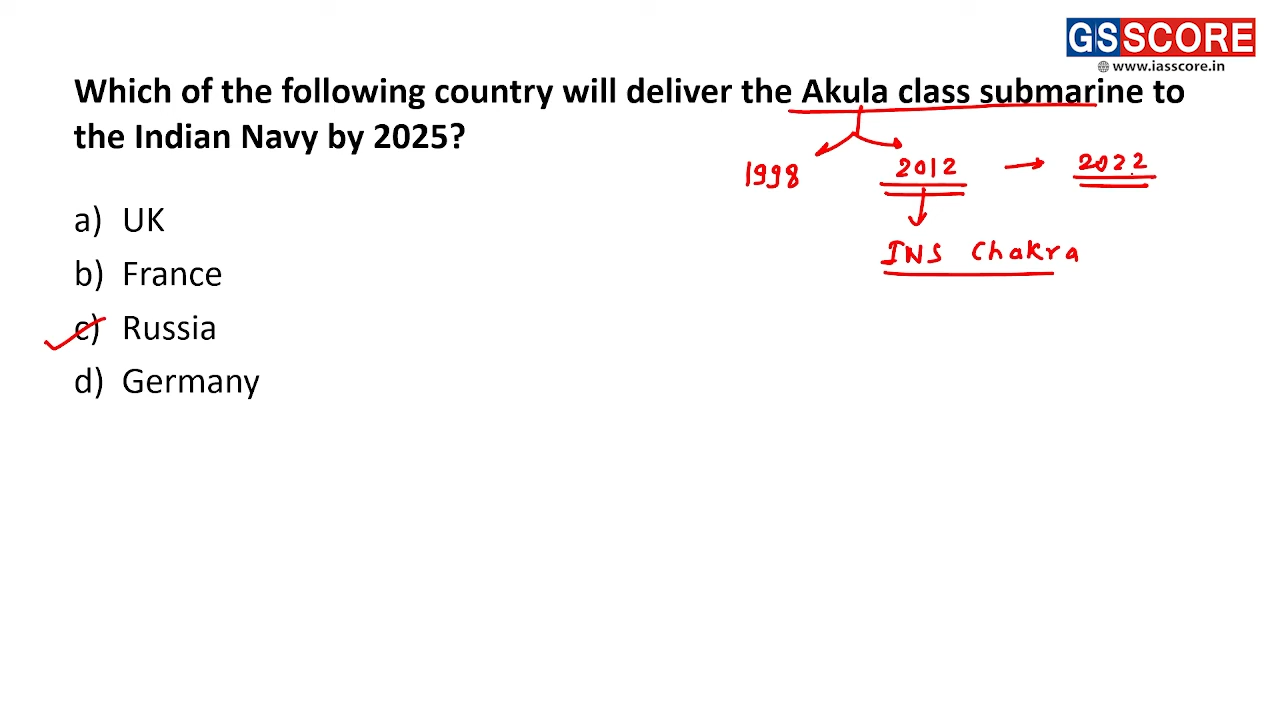 GSSCORE
www.iasscore.in
Which of the following country will deliver the Akula class submarine to
the Indian Navy by 2025?
1998
2012 → 2022
INS Chakra
a) UK
b) France
c) Russia
d) Germany